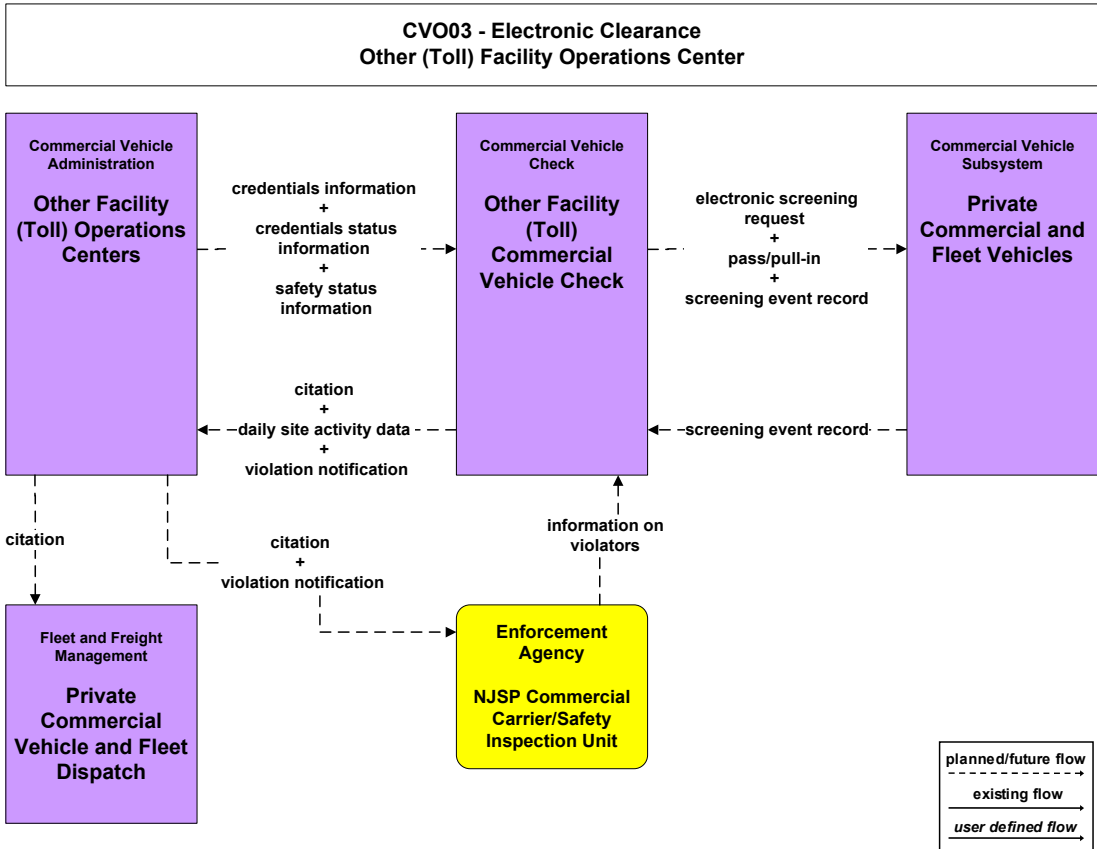 CVO03 - Electronic Clearance
Other (Toll) Facility Operations Center
Commercial Vehicle
Administration
Other Facility
(Toll) Operations
Centers
credentials information
+
credentials status
information
+
safety status
information
Commercial Vehicle
Check
Other Facility
(Toll)
Commercial
Vehicle Check
electronic screening
request
+
pass/pull-in
+
screening event record
Commercial Vehicle
Subsystem
Private
Commercial and
Fleet Vehicles
citation
+
daily site activity data
+
violation notification
screening event record
citation
citation
+
violation notification
information on
violators
Fleet and Freight
Management
Private
Commercial
Vehicle and Fleet
Dispatch
Enforcement
Agency
NJSP Commercial
Carrier/Safety
Inspection Unit
planned/future flow
existing flow
user defined flow